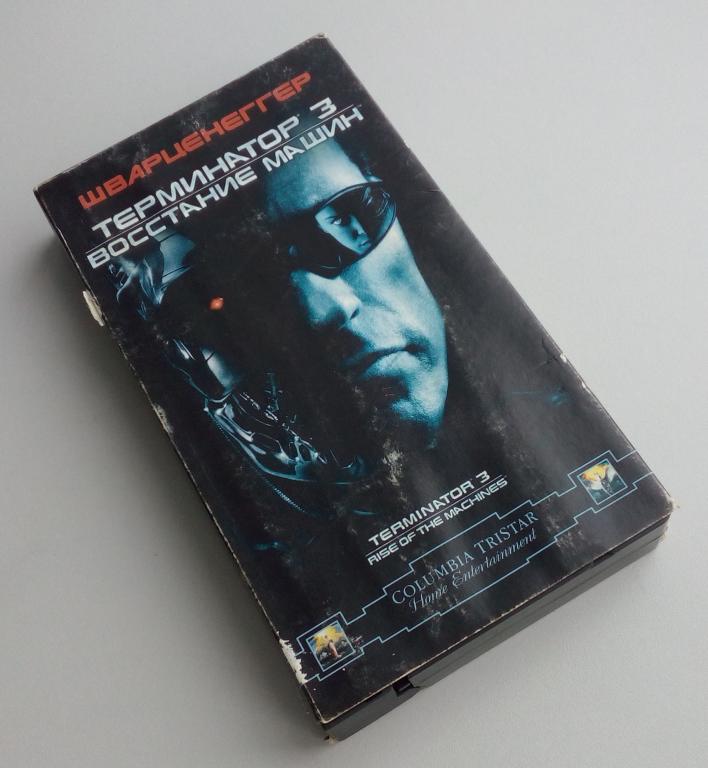 ШВАРЦЕНЕГГЕР
ТЕРМИНАТОР 3
ВОССТАНИЕ МАШИН
TERMINATOR 3
RISE OF THE MACHINES
COLUMBIA TRISTAR
Home Entertainment